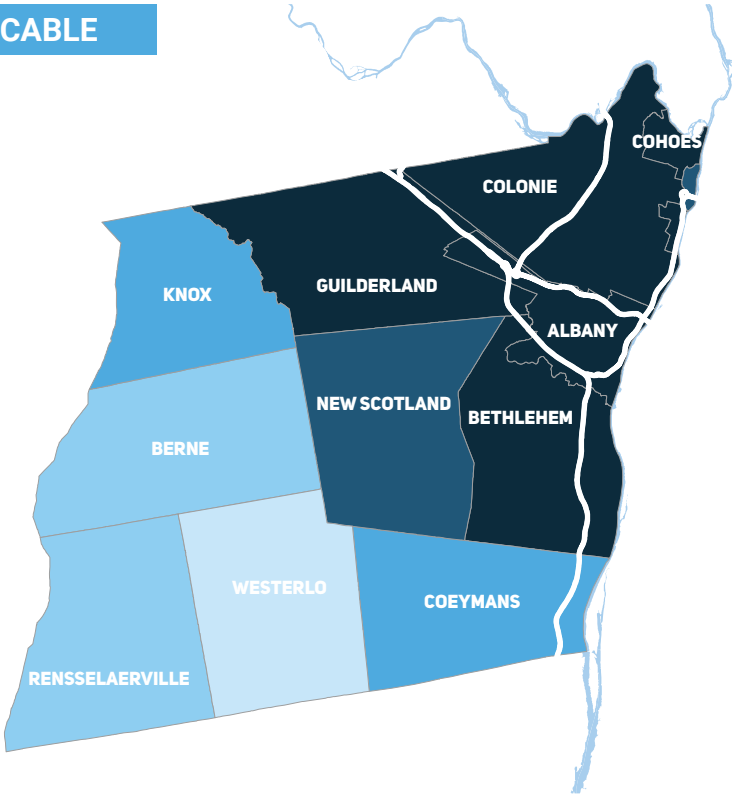 CABLE
COHOES
COLONIE
KNOX
GUILDERLAND
ALBANY
NEW SCOTLAND
BETHLEHEM
BERNE
WESTERLO
COEYMANS
RENSSELAERVILLE